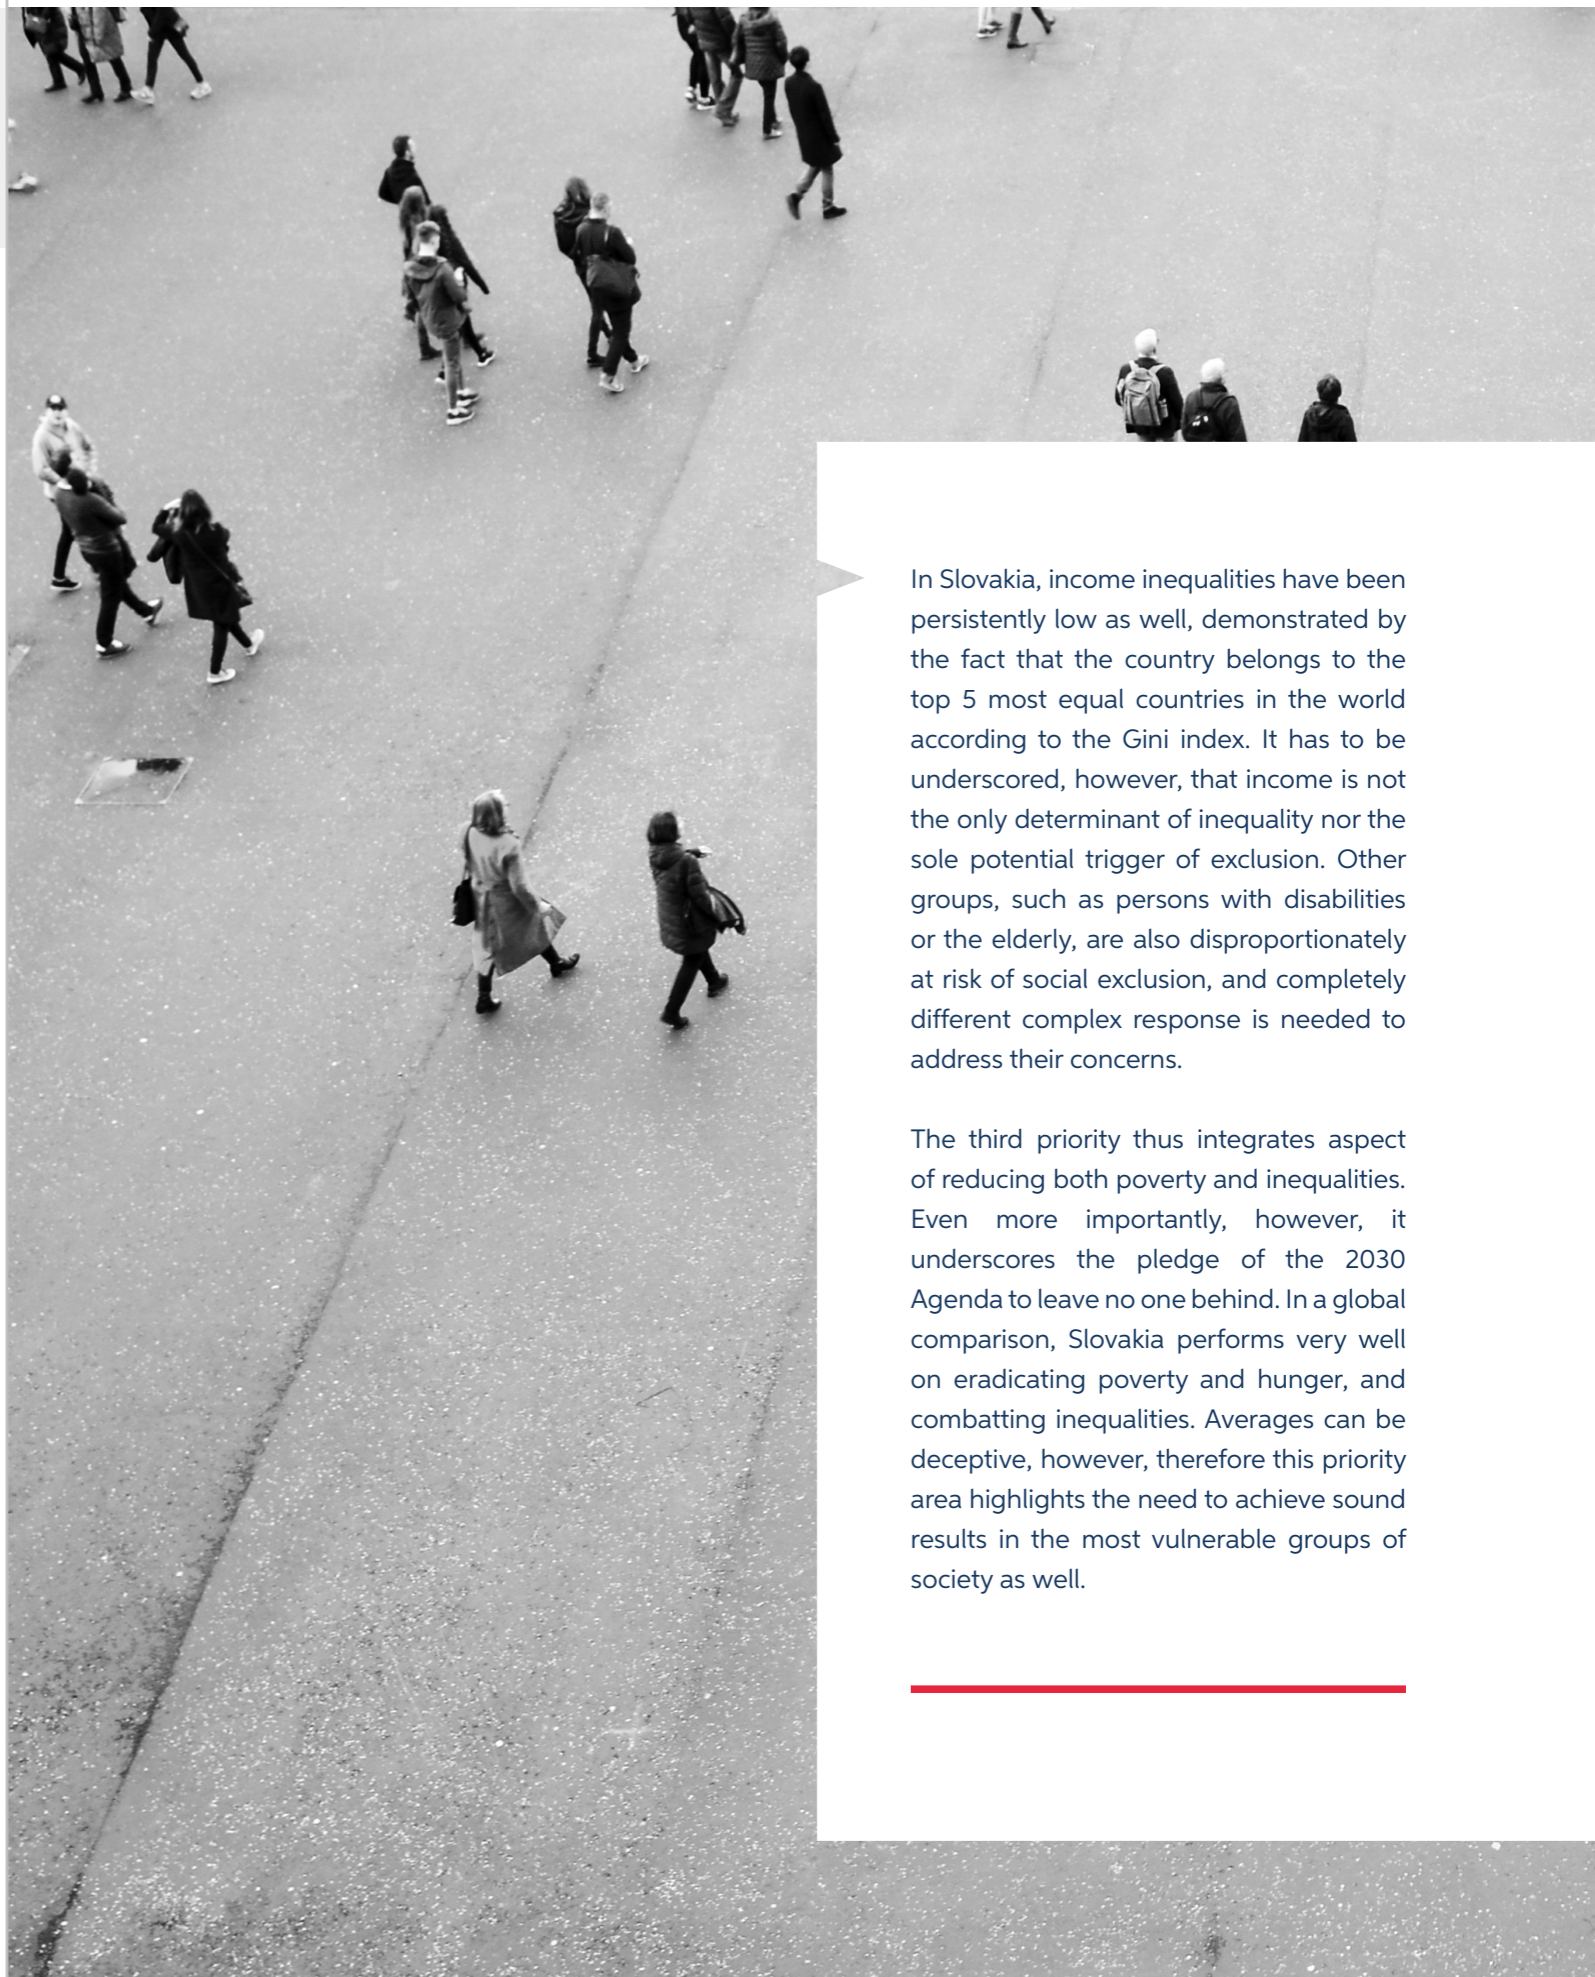 In Slovakia, income inequalities have been
persistently low as well, demonstrated by
the fact that the country belongs to the
top 5 most equal countries in the world
according to the Gini index. It has to be
underscored, however, that income is not
the only determinant of inequality nor the
sole potential trigger of exclusion. Other
groups, such as persons with disabilities
or the elderly, are also disproportionately
at risk of social exclusion, and completely
different complex response is needed to
address their concerns.
The third priority thus integrates aspect
of reducing both poverty and inequalities.
Even more importantly, however, it
underscores the pledge of the 2030
Agenda to leave no one behind. In a global
comparison, Slovakia performs very well
on eradicating poverty and hunger, and
combatting inequalities. Averages can be
deceptive, however, therefore this priority
area highlights the need to achieve sound
results in the most vulnerable groups of
society as well.